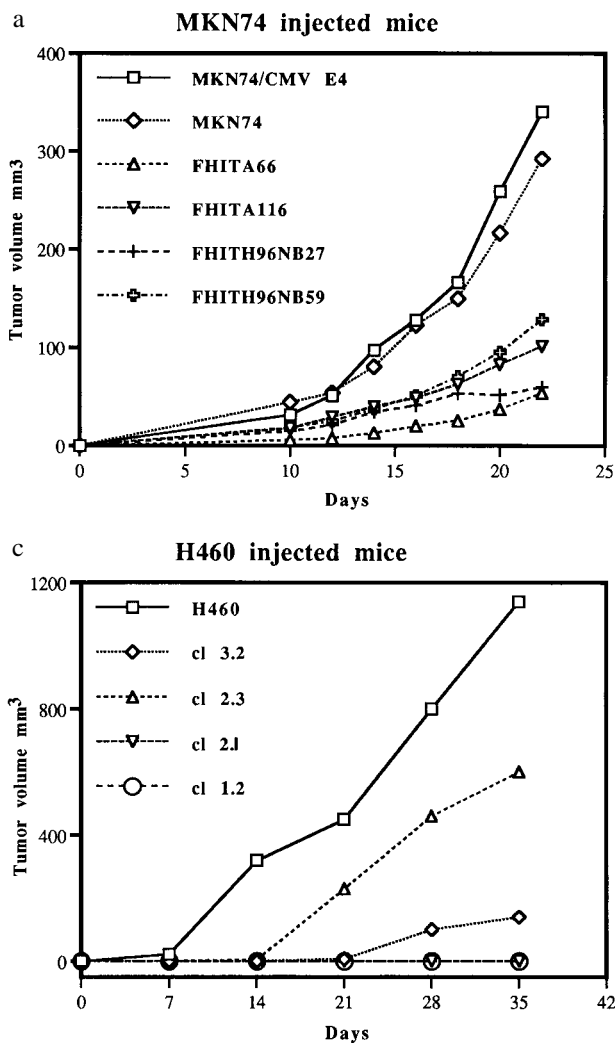 a
MKN74 injected mice
Tumor volume mm3
400
300
200
100
0
MKN74/CMV E4
MKN74
FHITA66
FHITA116
FHITH96NB27
FHITH96NB59
0 5 10 15 20 25
Days
c
H460 injected mice
Tumor volume mm3
1200
800
400
0
H460
cl 3.2
cl 2.3
cl 2.1
cl 1.2
0 7 14 21 28 35 42
Days